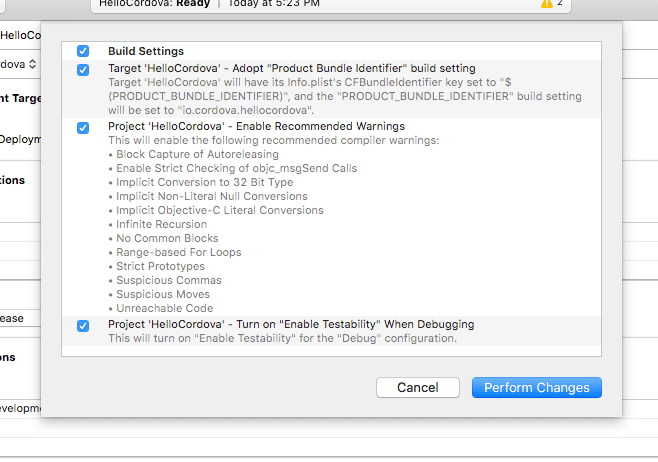 HelloCordova: Ready | Today at 5:23 PM
2
HelloCo
dova
Build Settings
Target 'HelloCordova' - Adopt "Product Bundle Identifier" build setting
Target 'HelloCordova' will have its Info.plist's CFBundleIdentifier key set to "$
(PRODUCT_BUNDLE_IDENTIFIER)", and the "PRODUCT_BUNDLE_IDENTIFIER" build setting
will be set to "io.cordova.hellocordova".
nt Targe
Project 'HelloCordova' - Enable Recommended Warnings
This will enable the following recommended compiler warnings:
Deploym
• Block Capture of Autoreleasing
• Enable Strict Checking of objc_msgSend Calls
tions
• Implicit Conversion to 32 Bit Type
• Implicit Non-Literal Null Conversions
• Implicit Objective-C Literal Conversions
• Infinite Recursion
• No Common Blocks
• Range-based For Loops
• Strict Prototypes
• Suspicious Commas
• Suspicious Moves
• Unreachable Code
ease
Project 'HelloCordova' - Turn on "Enable Testability" When Debugging
This will turn on "Enable Testability" for the "Debug" configuration.
ons
Cancel
Perform Changes
evelopme